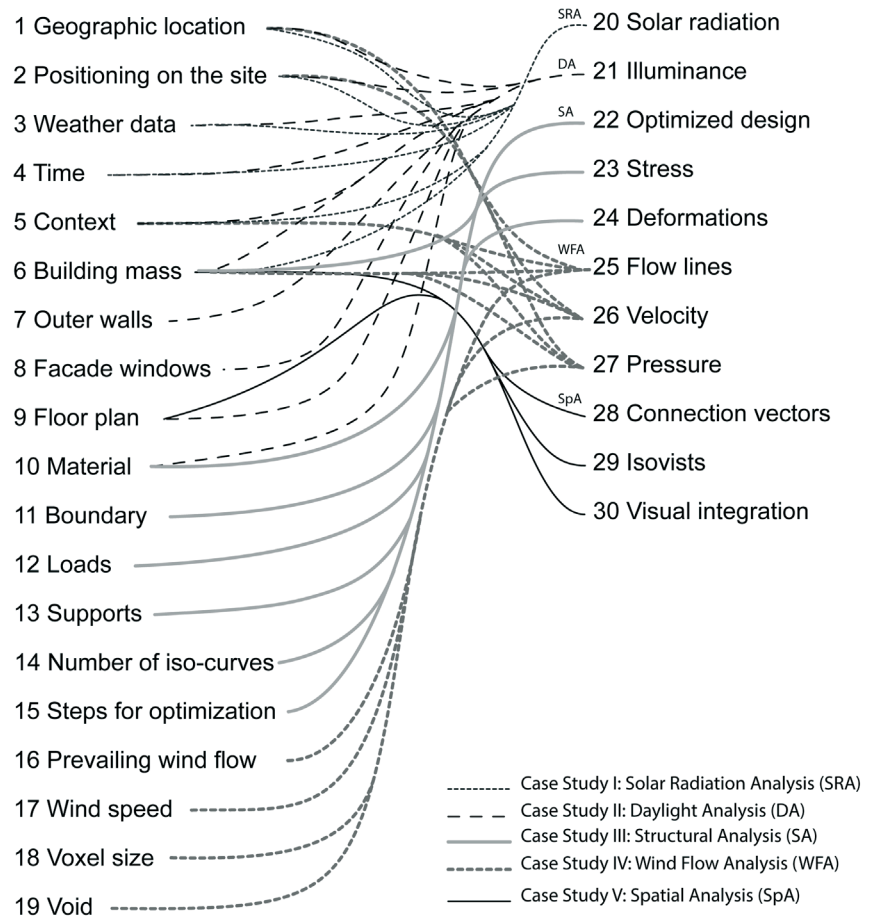 1 Geographic location
2 Positioning on the site
3 Weather data
4 Time
5 Context
6 Building mass
7 Outer walls
8 Facade windows
9 Floor plan
10 Material
11 Boundary
12 Loads
13 Supports
14 Number of iso-curves
15 Steps for optimization
16 Prevailing wind flow
17 Wind speed
18 Voxel size
19 Void
SRA
20 Solar radiation
DA
21 Illuminance
SA
22 Optimized design
23 Stress
24 Deformations
WFA
25 Flow lines
26 Velocity
27 Pressure
SpA
28 Connection vectors
29 Isovists
30 Visual integration
Case Study I: Solar Radiation Analysis (SRA)
Case Study II: Daylight Analysis (DA)
Case Study III: Structural Analysis (SA)
Case Study IV: Wind Flow Analysis (WFA)
Case Study V: Spatial Analysis (SpA)